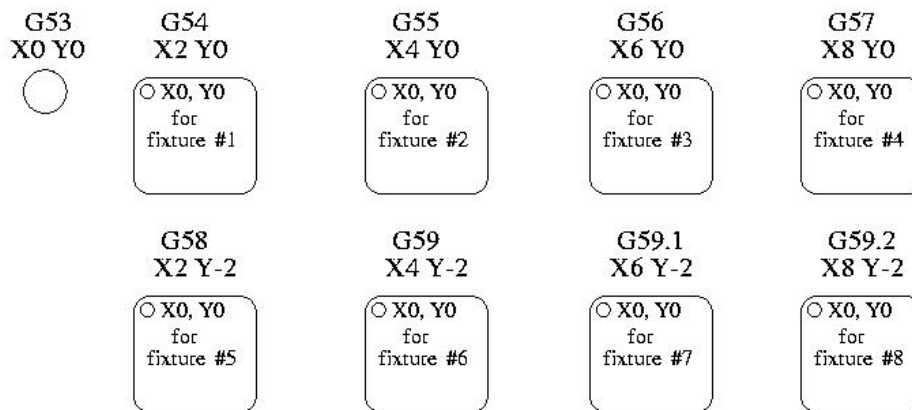 G53
X0 Y0
G54
X2 Y0
X0, Y0
for
fixture #1
G55
X4 Y0
X0, Y0
for
fixture #2
G56
X6 Y0
X0, Y0
for
fixture #3
G57
X8 Y0
X0, Y0
for
fixture #4
G58
X2 Y-2
X0, Y0
for
fixture #5
G59
X4 Y-2
X0, Y0
for
fixture #6
G59.1
X6 Y-2
X0, Y0
for
fixture #7
G59.2
X8 Y-2
X0, Y0
for
fixture #8